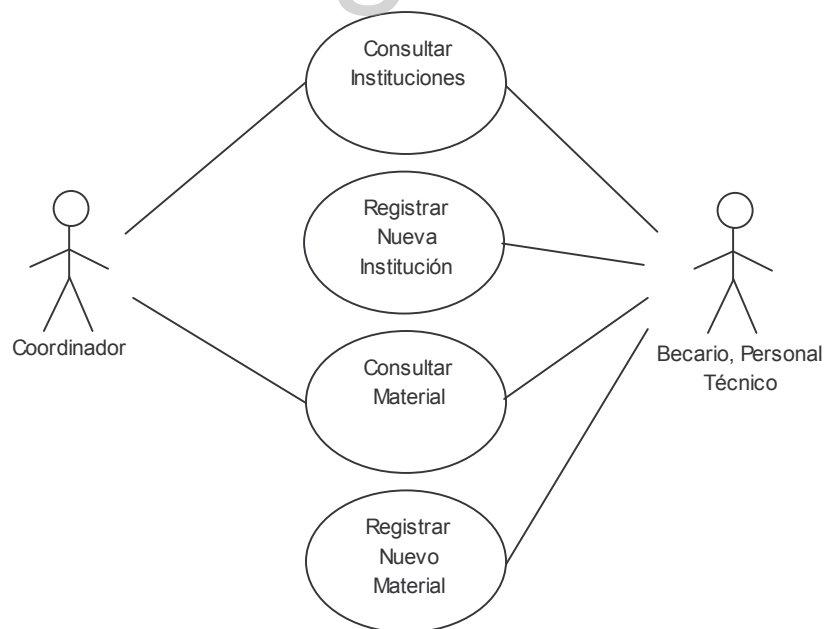 Consultar
Instituciones
Registrar
Nueva
Institución
Coordinador
Consultar
Material
Becario, Personal
Técnico
Registrar
Nuevo
Material